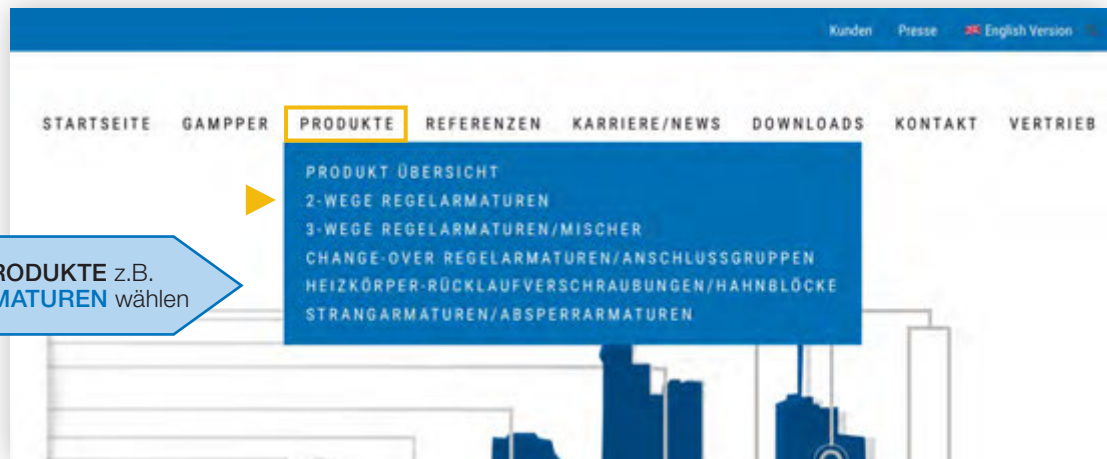 Kunden Presse English Version
STARTSEITE GAMPPER PRODUKTE REFERENZEN KARRIERE/NEWS DOWNLOADS KONTAKT VERTRIEB
PRODUKT ÜBERSICHT
2-WEGE REGELARMATUREN
3-WEGE REGELARMATUREN/MISCHER
CHANGE-OVER REGELARMATUREN/ANSCHLUSSGRUPPEN
HEIZKÖRPER-RÜCKLAUFVERSCHRAUBUNGEN/HAHNBLÖCKE
STRANGARMATUREN/ABSPERRARMATUREN
RODUKTE z.B.
MATUREN wählen